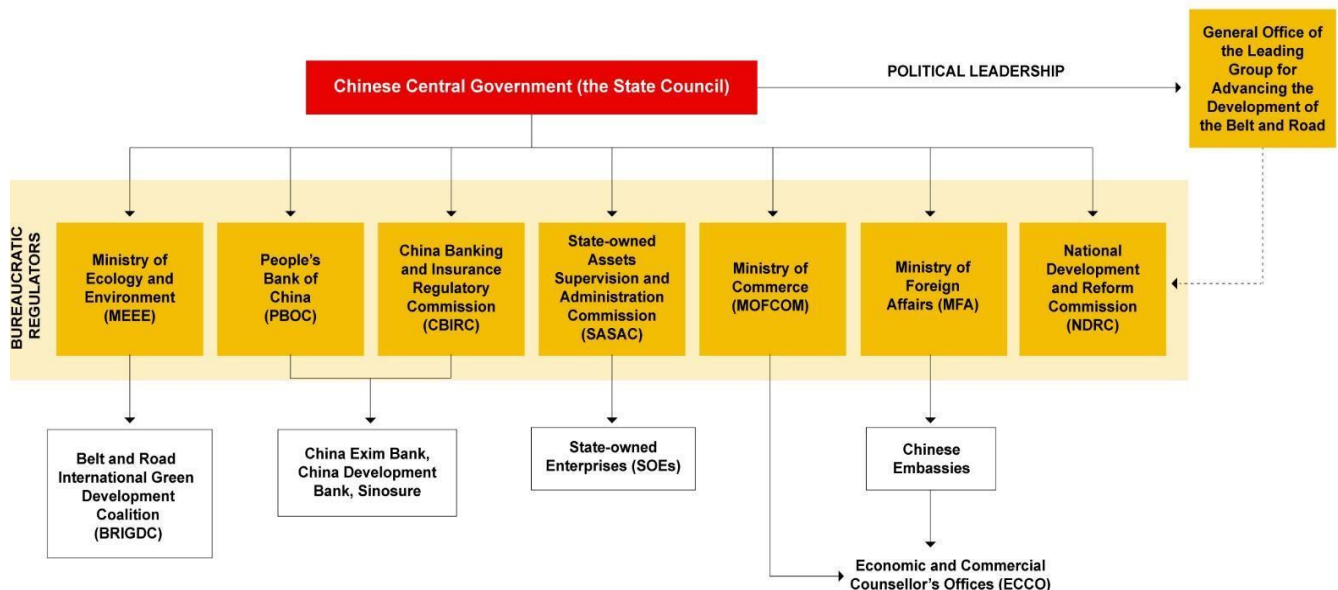 Chinese Central Government (the State Council)
POLITICAL LEADERSHIP
General Office of
the Leading
Group for
Advancing the
Development of
the Belt and Road
BUREAUCRATIC
REGULATORS
Ministry of
Ecology and
Environment
(MEEE)
People's
Bank of
China
(PBOC)
China Banking
and Insurance
Regulatory
Commission
(CBIRC)
State-owned
Assets
Supervision and
Administration
Commission
(SASAC)
Ministry of
Commerce
(MOFCOM)
Ministry of
Foreign
Affairs (MFA)
National
Development
and Reform
Commission
(NDRC)
Belt and Road
International Green
Development
Coalition
(BRIGDC)
China Exim Bank,
China Development
Bank, Sinosure
State-owned
Enterprises (SOEs)
Chinese
Embassies
Economic and Commercial
Counsellor's Offices (ECCO)